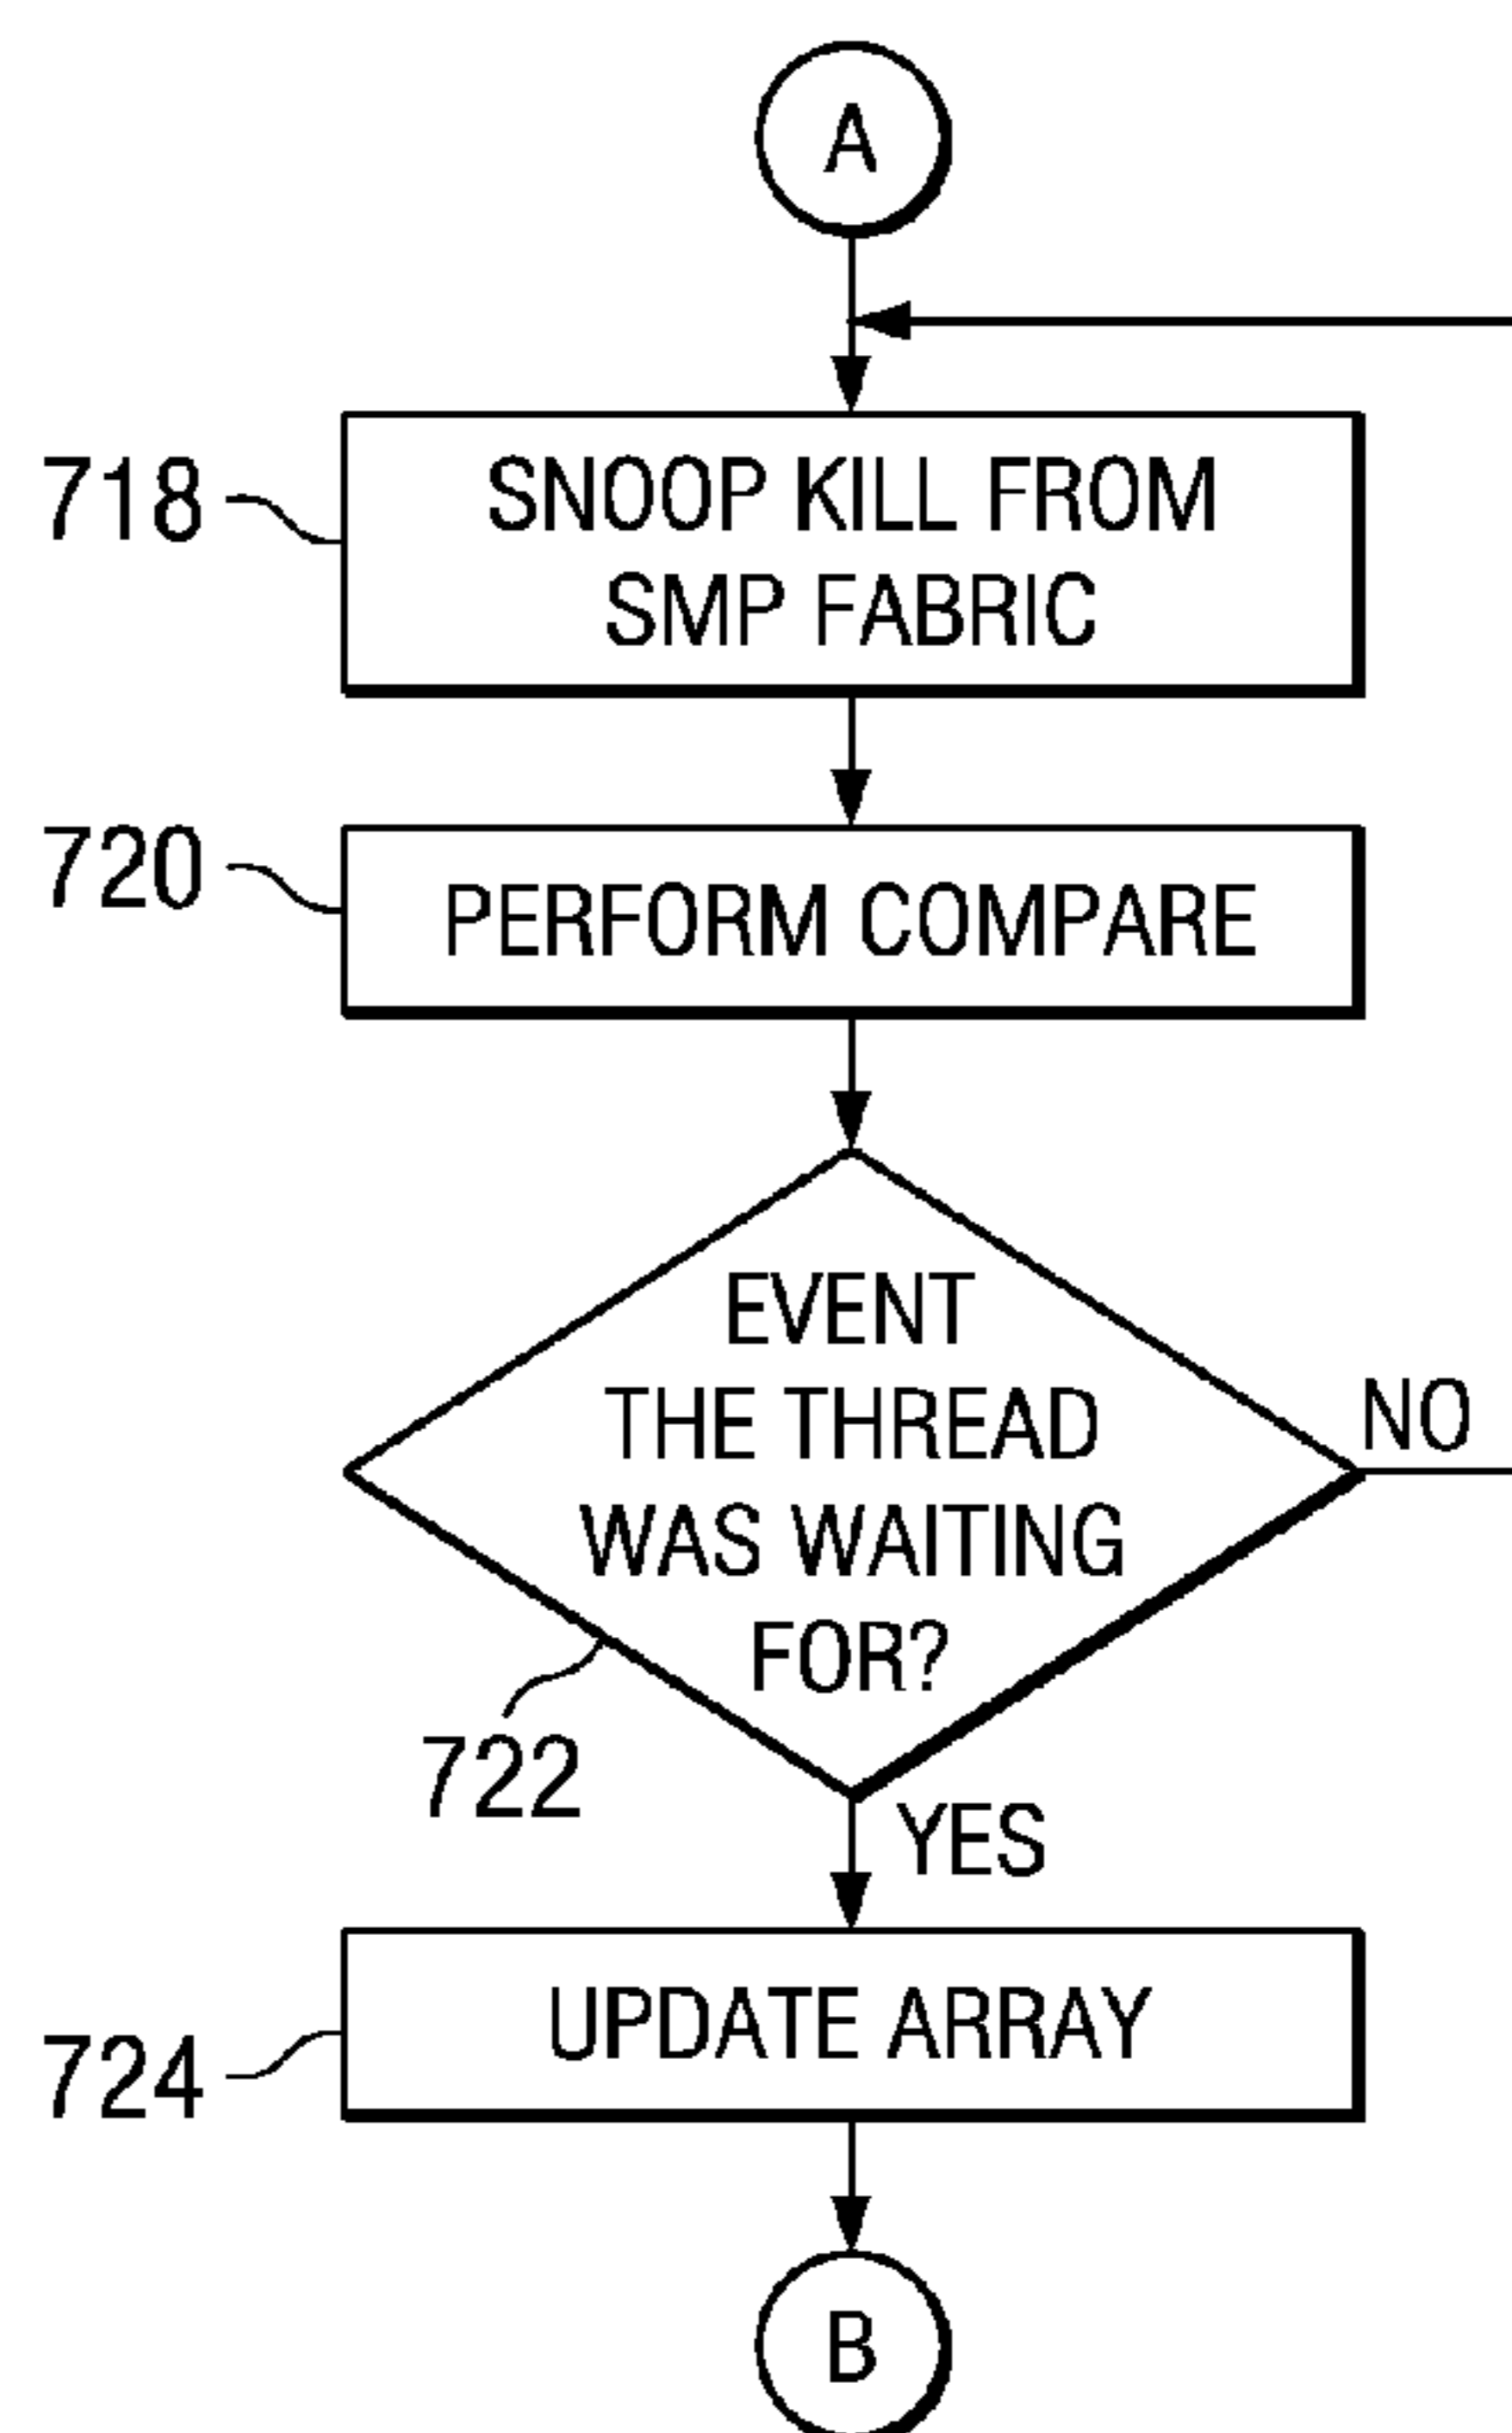 A
718
SNOOP KILL FROM
SMP FABRIC
720
PERFORM COMPARE
EVENT
THE THREAD
WAS WAITING
FOR?
NO
722
YES
724
UPDATE ARRAY
B